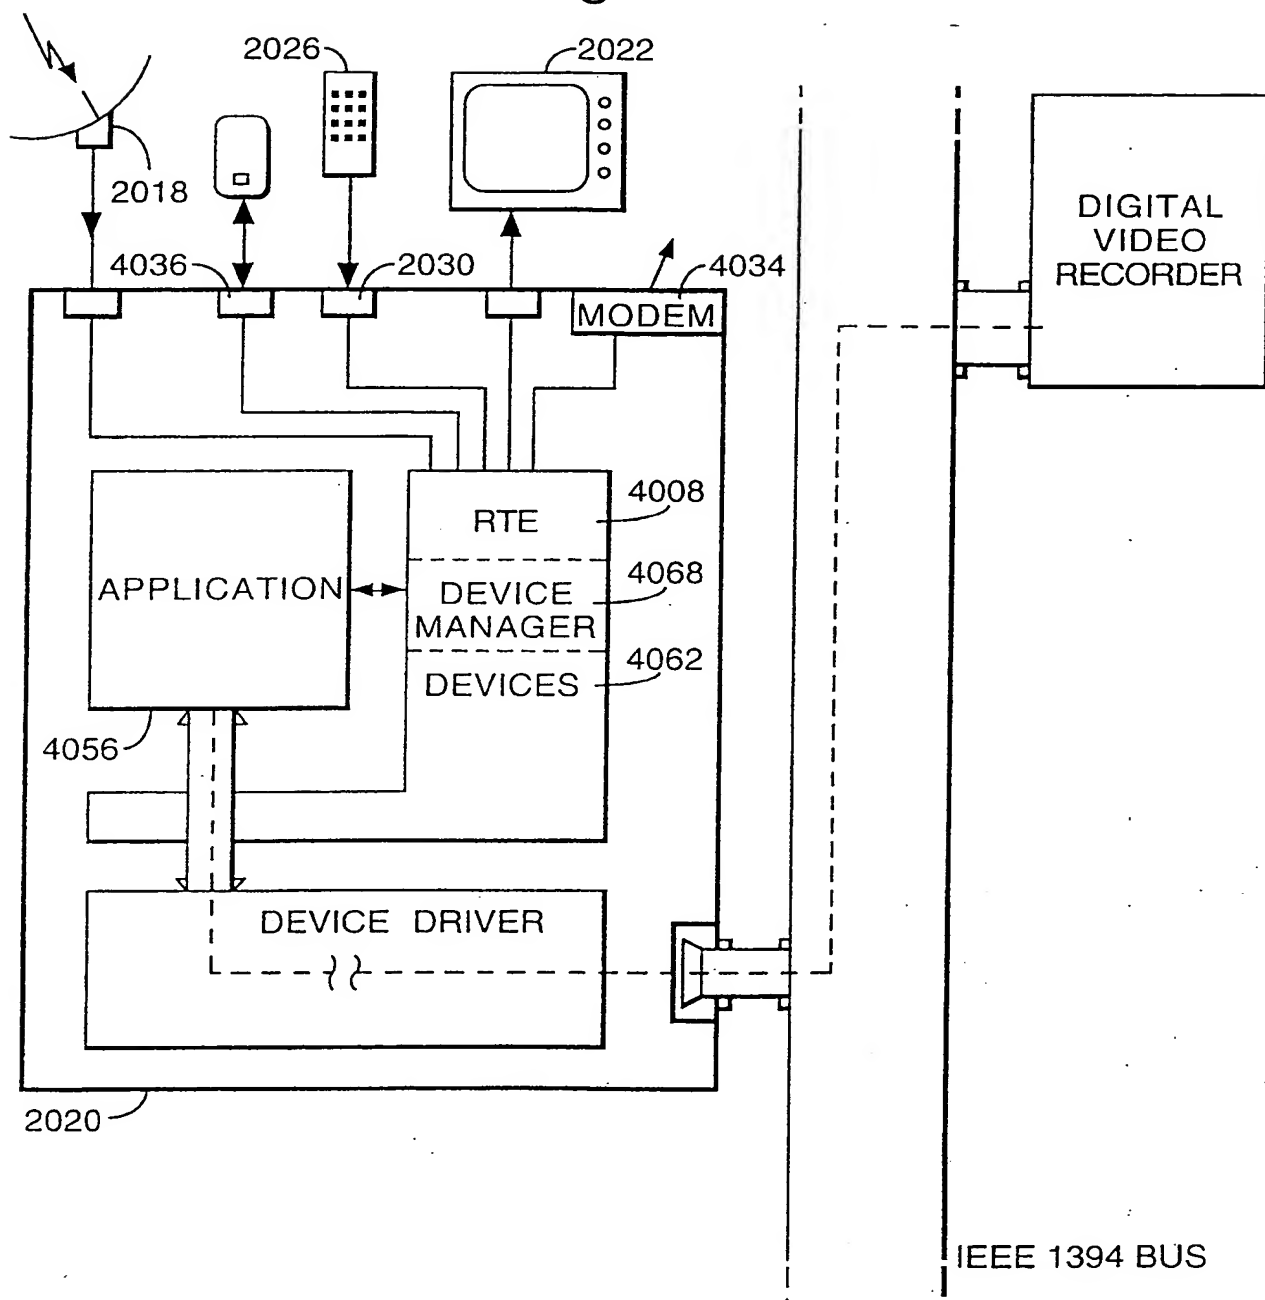 2026
2022
2018
DIGITAL
VIDEO
RECORDER
4036
2030
4034
MODEM
4008
RTE
4068
APPLICATION
DEVICE
MANAGER
4062
DEVICES
4056
DEVICE DRIVER
2020
IEEE 1394 BUS